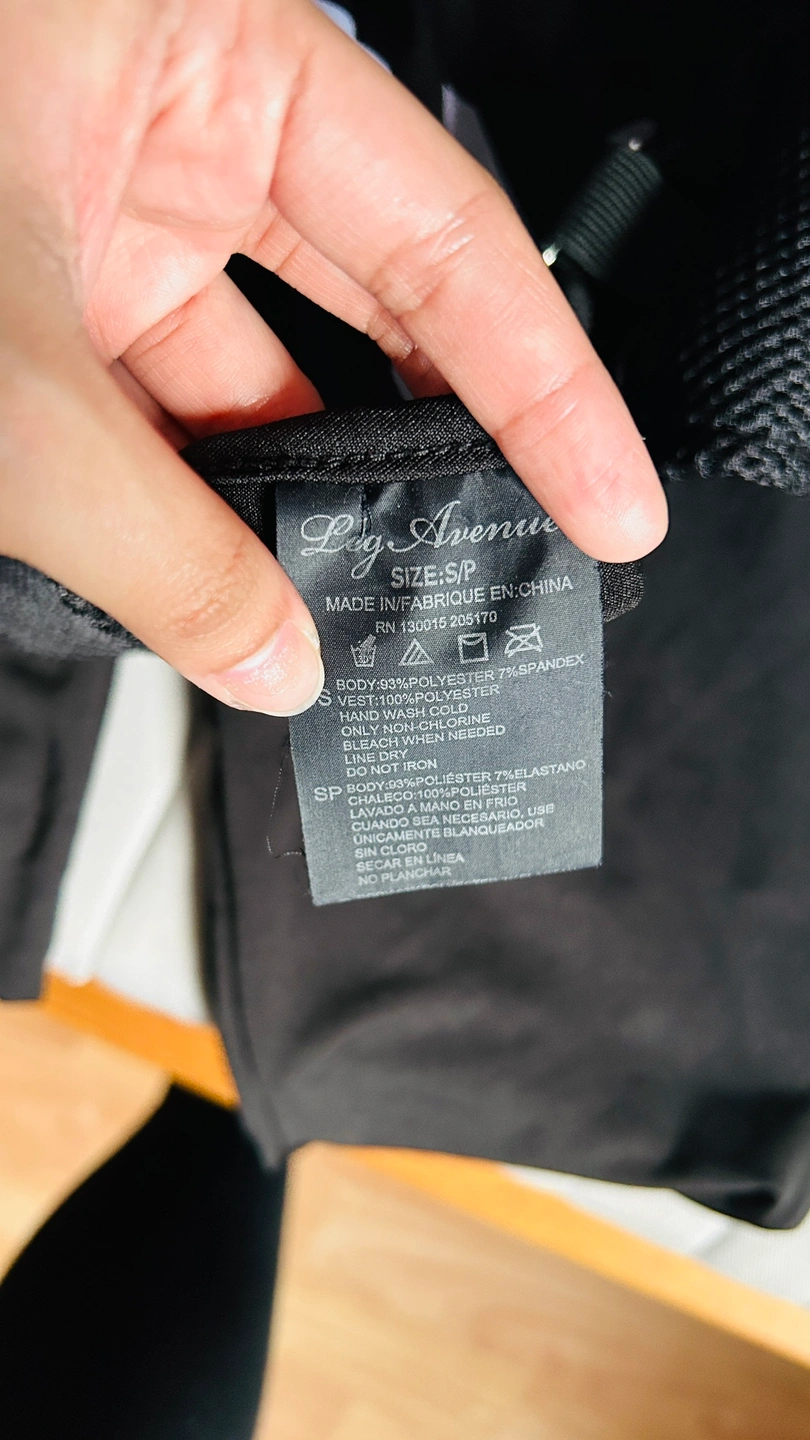 Leg Avenue
SIZE:S/P
MADE IN/FABRIQUE EN:CHINA
RN 130015 205170
S BODY:93%POLYESTER 7%SPANDEX
VEST:100%POLYESTER
HAND WASH COLD
ONLY NON-CHLORINE
BLEACH WHEN NEEDED
LINE DRY
DO NOT IRON
SP BODY:93%POLIÉSTER 7%ELASTANO
CHALECO:100%POLIÉSTER
LAVADO A MANO EN FRIO
CUANDO SEA NECESARIO, USE
ÚNICAMENTE BLANQUEADOR
SIN CLORO
SECAR EN LÍNEA
NO PLANCHAR